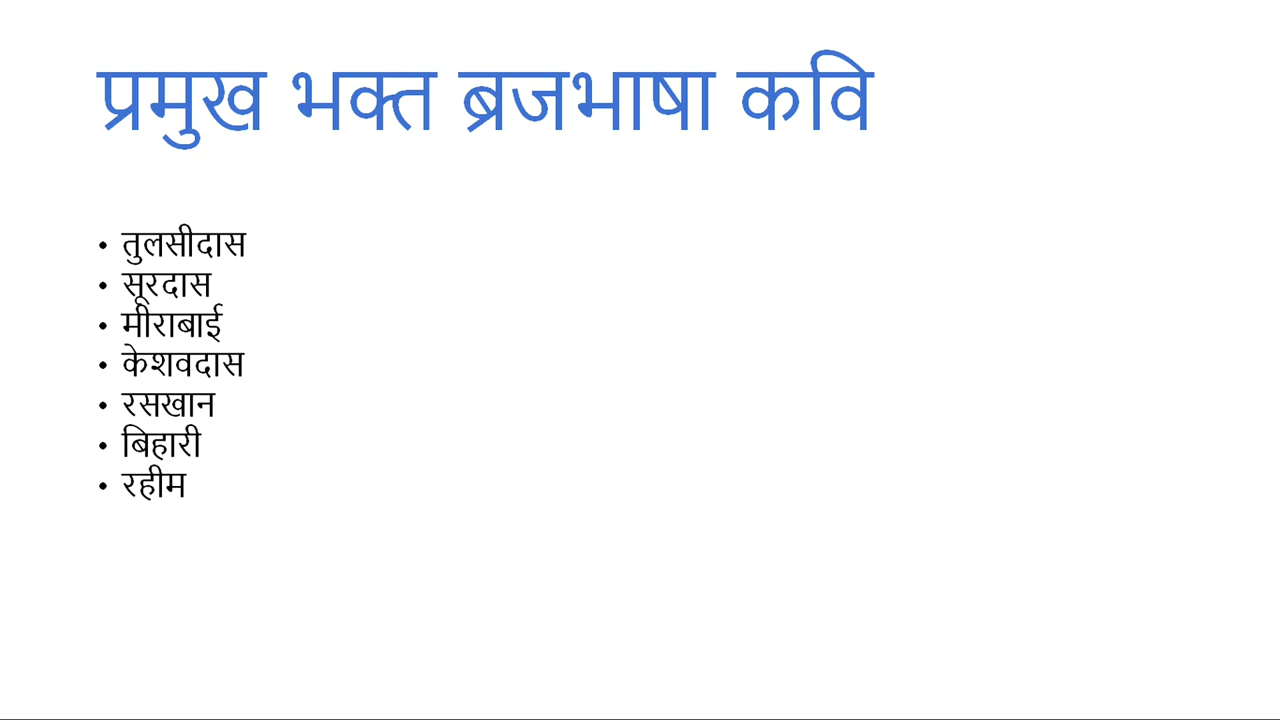 प्रमुख भक्त ब्रजभाषा कवि
• तुलसीदास
• सूरदास
• मीराबाई
• केशवदास
• रसखान
• बिहारी
• रहीम